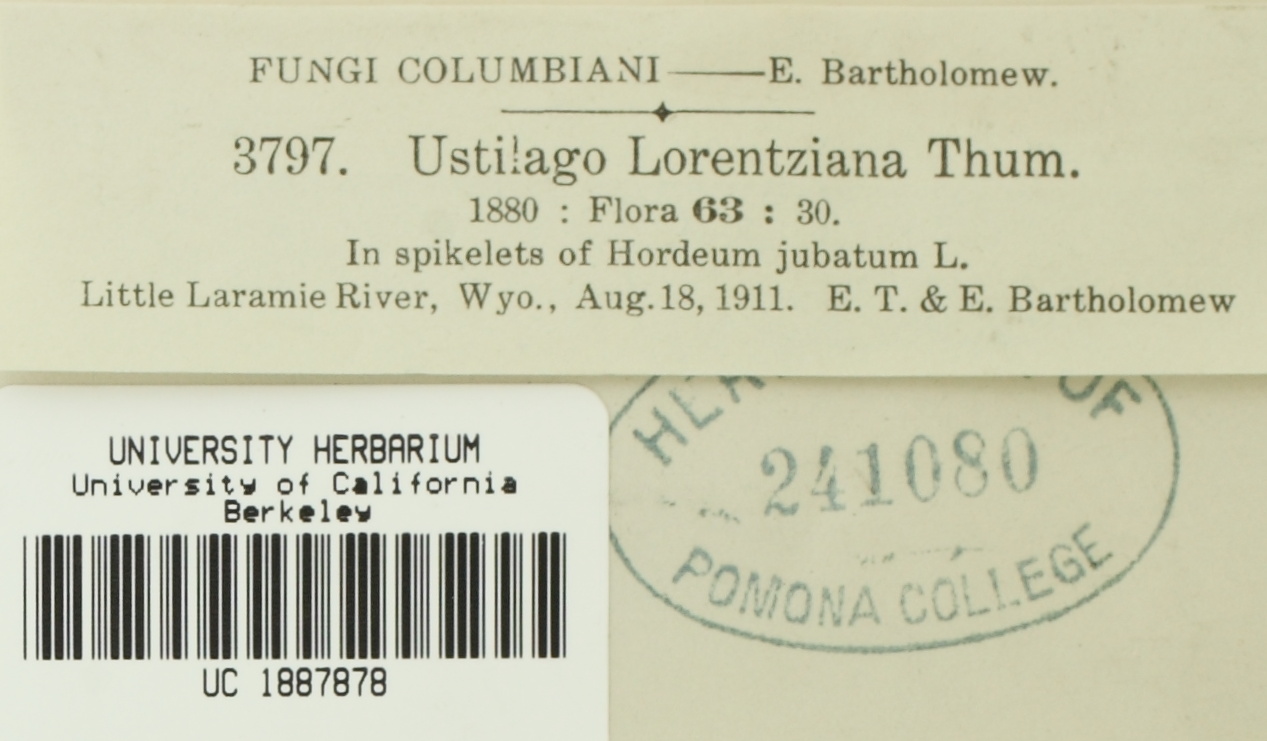 FUNGI COLUMBIANI — E. Bartholomew.
3797. Ustilago Lorentziana Thum.
1880 : Flora 63 : 30.
In spikelets of Hordeum jubatum L.
Little Laramie River, Wyo., Aug. 18, 1911. E. T. & E. Bartholomew
UNIVERSITY HERBARIUM
University of California
Berkeley
UC 1887878
OF
241080
POMONA COLLEGE